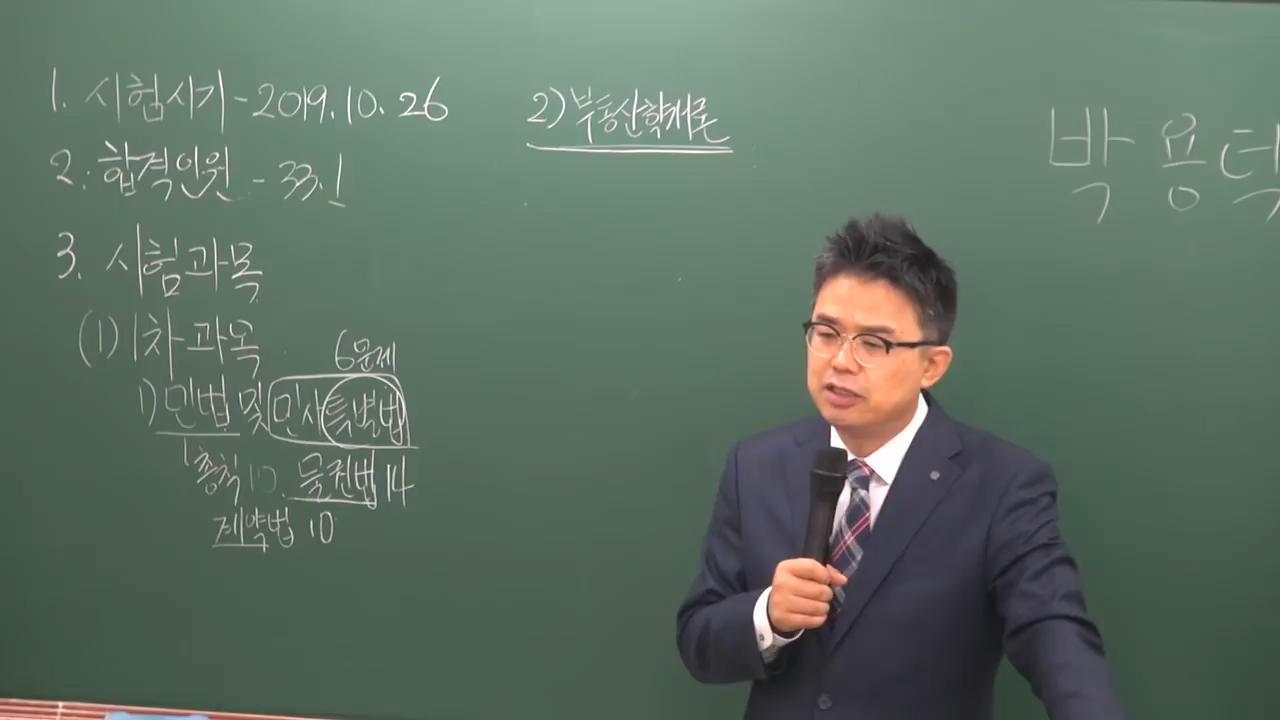 1. 시험시기 - 2019.10.26
2. 합격인원 - 33.1
3. 시험과목
(1) 1차과목
6문제
1) 민법 및 민사특별법
총칙 10. 물권법 14
계약법 10
2) 부동산학개론
박용덕